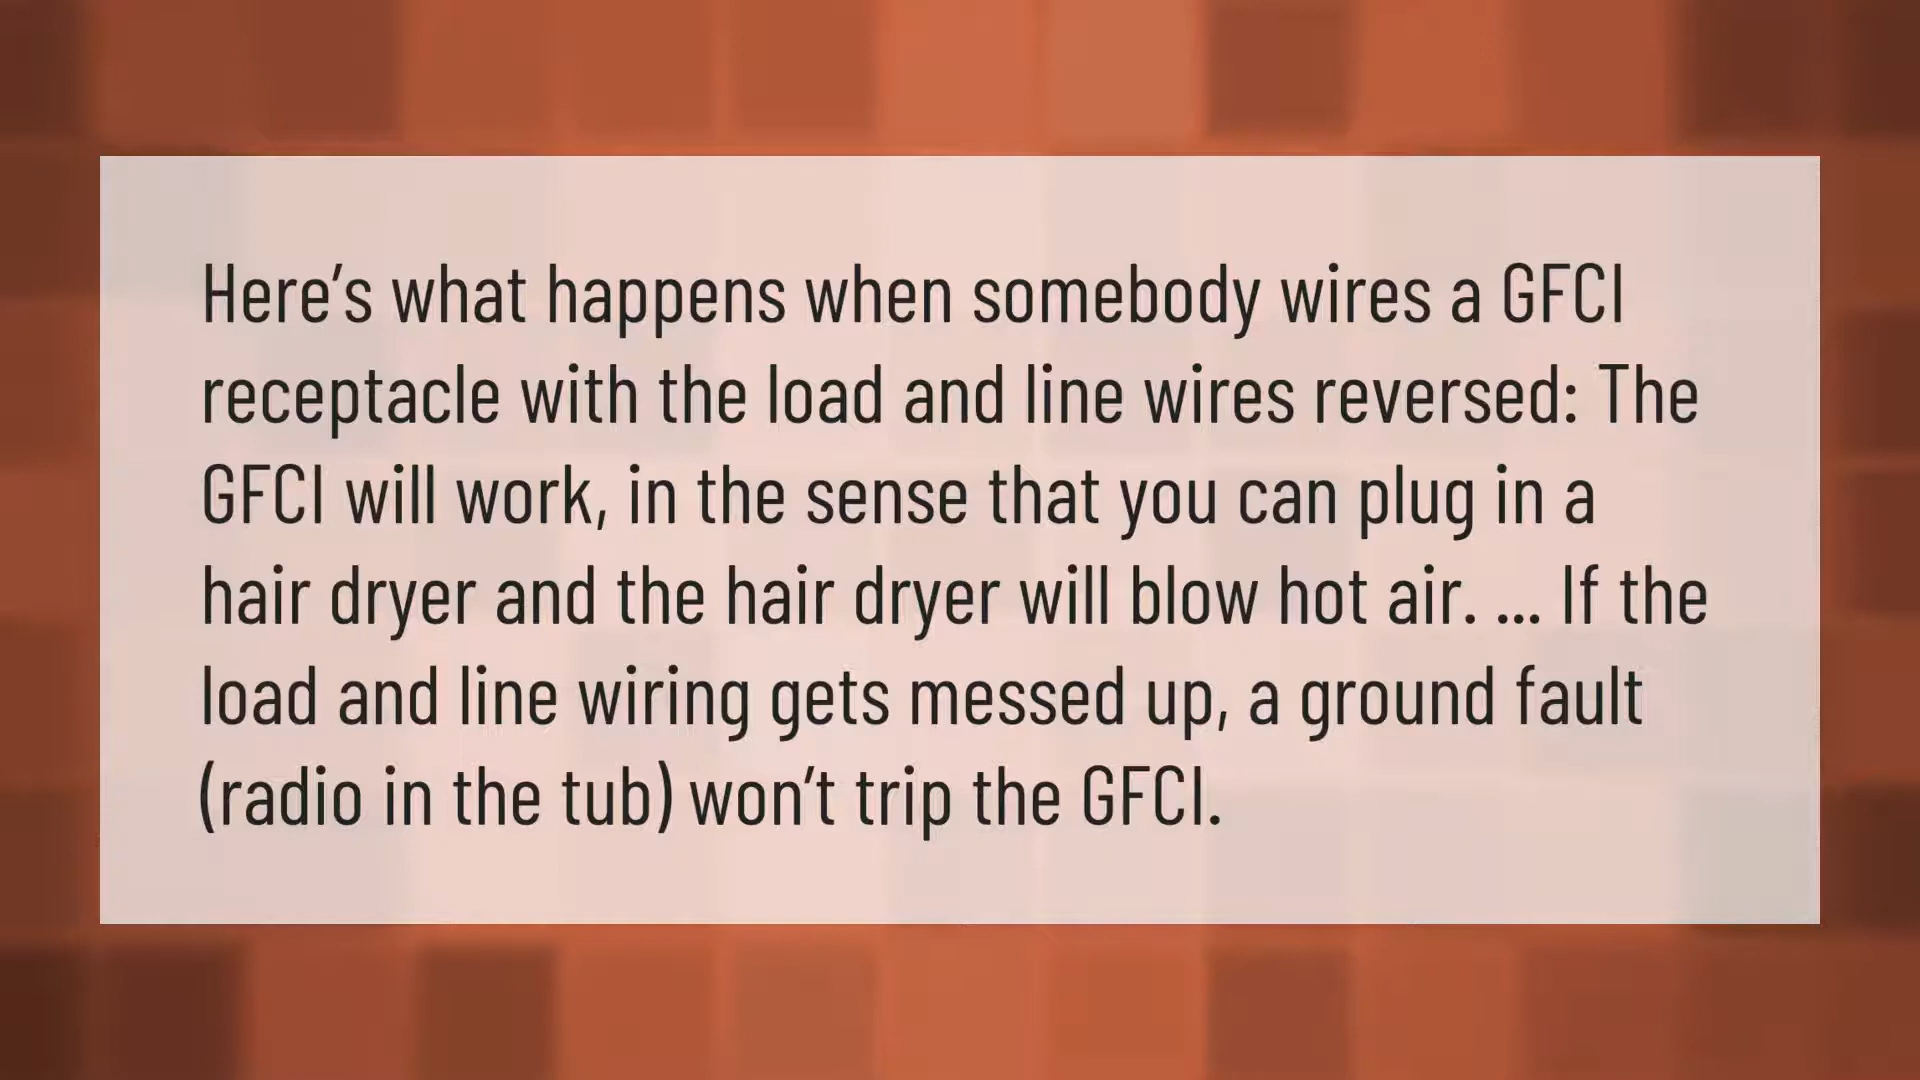 Here’s what happens when somebody wires a GFCI
receptacle with the load and line wires reversed: The
GFCI will work, in the sense that you can plug in a
hair dryer and the hair dryer will blow hot air. ... If the
load and line wiring gets messed up, a ground fault
(radio in the tub) won’t trip the GFCI.